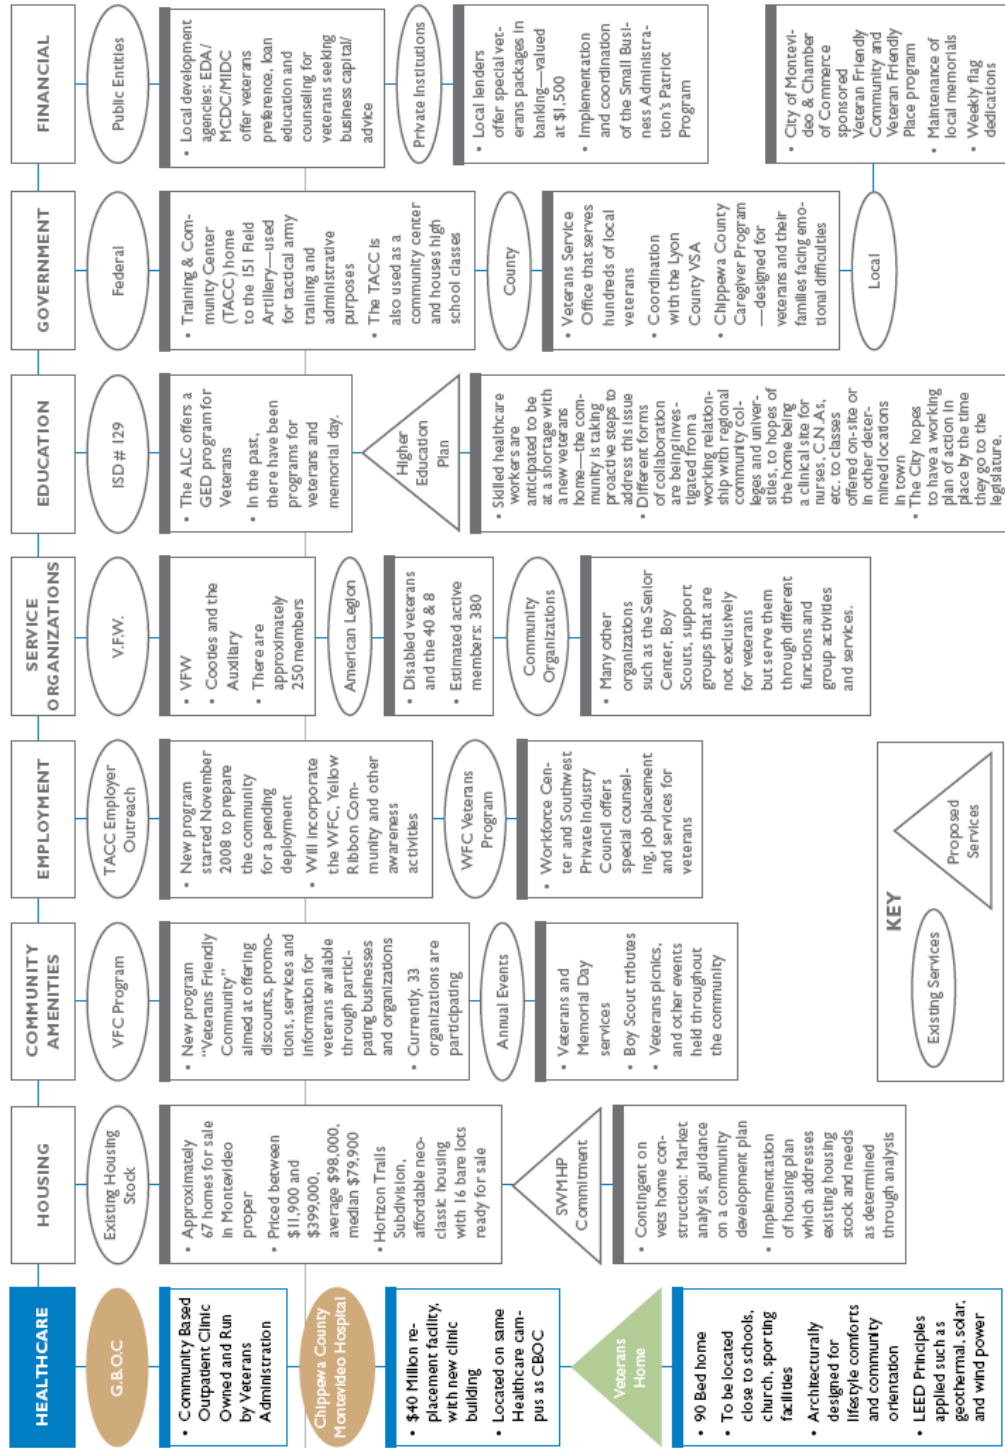 HEALTHCARE
G.B.O.C
• Community Based
Outpatient Clinic
Owned and Run
by Veterans
Administration
Chippewa County
Montevideo Hospital
• $40 Million re-
placement facility,
with new clinic
building
• Located on same
Healthcare cam-
pus as CBOC
Veterans
Home
• 90 Bed home
• To be located
close to schools,
church, sporting
facilities
• Architecturally
designed for
lifestyle comforts
and community
orientation
• LEED Principles
applied such as
geothermal, solar,
and wind power
HOUSING
Existing Housing
Stock
• Approximately
67 homes for sale
in Montevideo
proper
• Priced between
$11,900 and
$399,000,
average $98,000,
median $79,900
• Horizon Trails
Subdivision,
affordable neo-
classic housing
with 16 bare lots
ready for sale
SWMHP
Commitment
• Contingent on
vets home con-
struction: Market
analysis, guidance
on a community
development plan
• Implementation
of housing plan
which addresses
existing housing
stock and needs
as determined
through analysis
COMMUNITY
AMENITIES
VFC Program
• New program
"Veterans Friendly
Community"
aimed at offering
discounts, promo-
tions, services and
information for
veterans available
through partici-
pating businesses
and organizations
• Currently, 33
organizations are
participating
Annual Events
• Veterans and
Memorial Day
services
• Boy Scout tributes
• Veterans picnics,
and other events
held throughout
the community
EMPLOYMENT
TACC Employer
Outreach
• New program
started November
2008 to prepare
the community
for a pending
deployment
• Will incorporate
the WFC, Yellow
Ribbon Com-
munity and other
awareness
activities
WFC Veterans
Program
• Workforce Cen-
ter and Southwest
Private Industry
Council offers
special counsel-
ing, job placement
and services for
veterans
SERVICE
ORGANIZATIONS
V.F.W.
• VFW
• Cooties and the
Auxiliary
• There are
approximately
250 members
American Legion
• Disabled veterans
and the 40 & 8
• Estimated active
members: 380
Community
Organizations
• Many other
organizations
such as the Senior
Center, Boy
Scouts, support
groups that are
not exclusively
for veterans
but serve them
through different
functions and
group activities
and services.
EDUCATION
ISD # 129
• The ALC offers a
GED program for
Veterans
• In the past,
there have been
programs for
veterans and
memorial day.
Higher
Education
Plan
• Skilled healthcare
workers are
anticipated to be
at a shortage with
a new veterans
home—the com-
munity is taking
proactive steps to
address this issue
• Different forms
of collaboration
are being inves-
tigated from a
working relation-
ship with regional
community col-
leges and univer-
sities, to hopes of
the home being
a clinical site for
nurses, C.N.A.s,
etc. to classes
offered on-site or
in other deter-
mined locations
in town
• The City hopes
to have a working
plan of action in
place by the time
they go to the
legislature.
GOVERNMENT
Federal
• Training & Com-
munity Center
(TACC) home
to the 151 Field
Artillery—used
for tactical army
training and
administrative
purposes
• The TACC is
also used as a
community center
and houses high
school classes
County
• Veterans Service
Office that serves
hundreds of local
veterans
• Coordination
with the Lyon
County VSA
• Chippewa County
Caregiver Program
—designed for
veterans and their
families facing emo-
tional difficulties
Local
• City of Montevi-
deo & Chamber
of Commerce
sponsored
Veteran Friendly
Community and
Veteran Friendly
Place program
• Maintenance of
local memorials
• Weekly flag
dedications
FINANCIAL
Public Entities
• Local development
agencies: EDA/
MCDC/MIDC
offer veterans
preference, loan
education and
counseling for
veterans seeking
business capital/
advice
Private Institutions
• Local lenders
offer special vet-
erans packages in
banking—valued
at $1,500
• Implementation
and coordination
of the Small Busi-
ness Administra-
tion's Patriot
Program
KEY
Existing Services
Proposed
Services